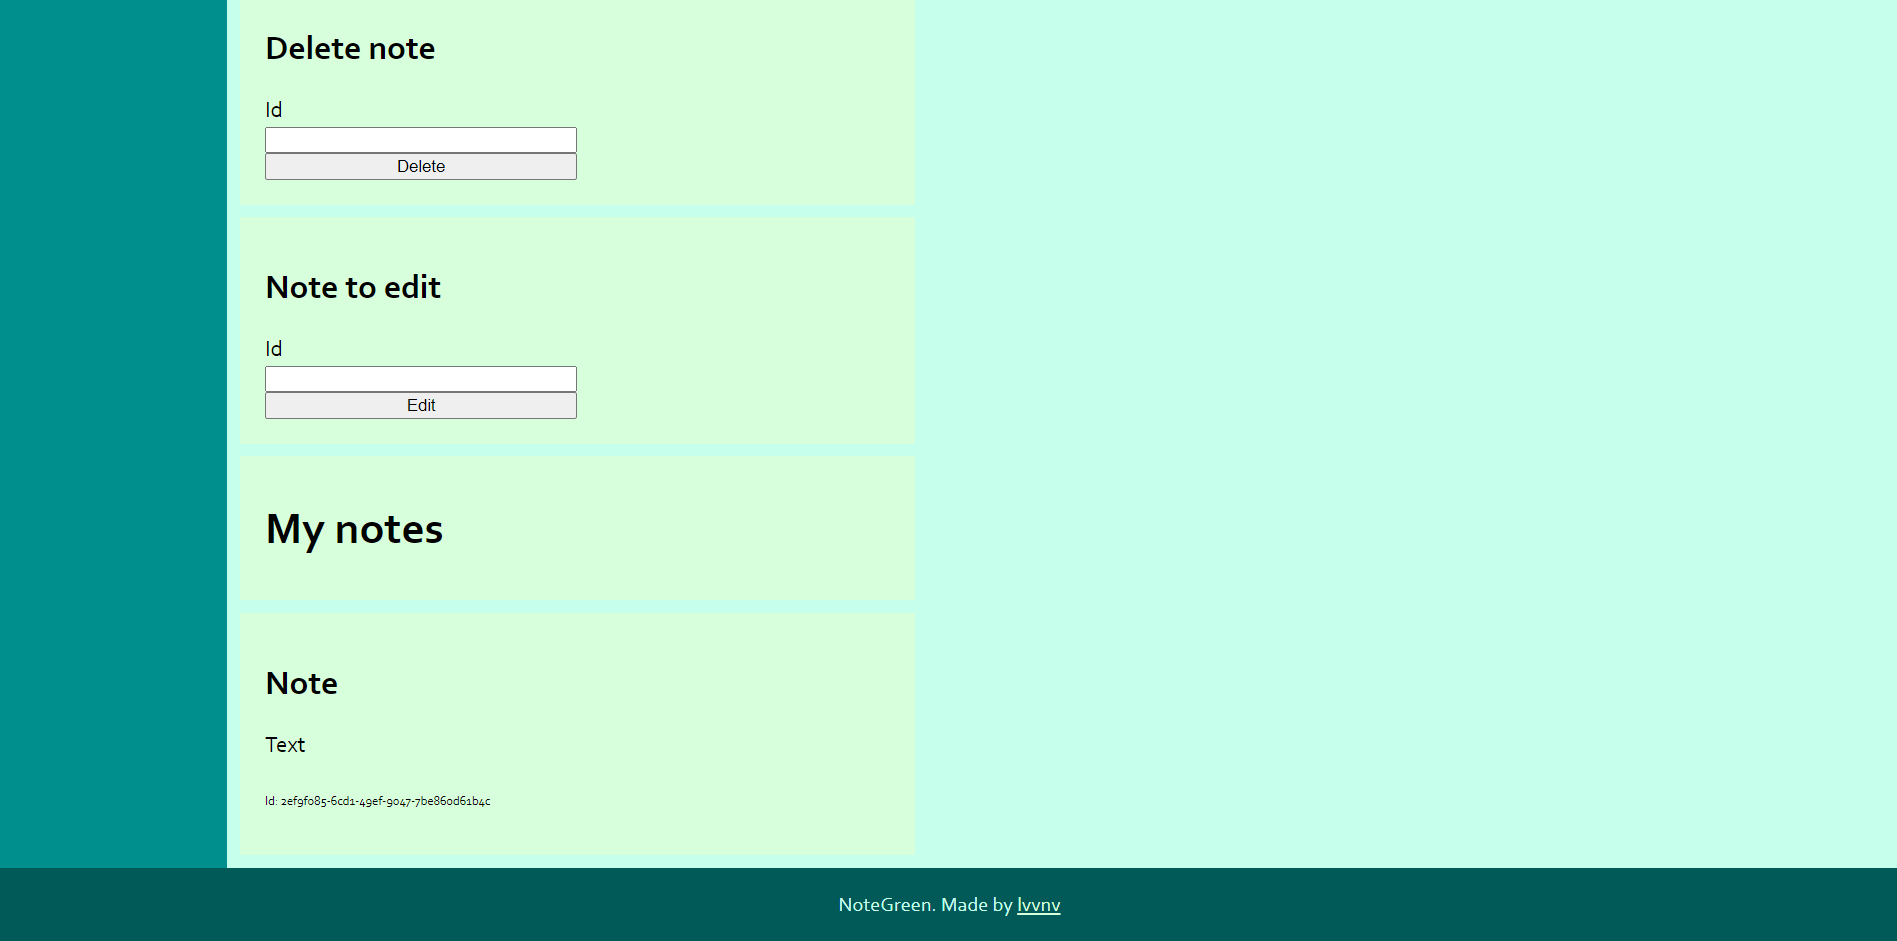 Delete note
Id
Delete
Note to edit
Id
Edit
My notes
Note
Text
Id: 2ef9f085-6cd1-49ef-9047-7be860d61b4c
NoteGreen. Made by lvvnv